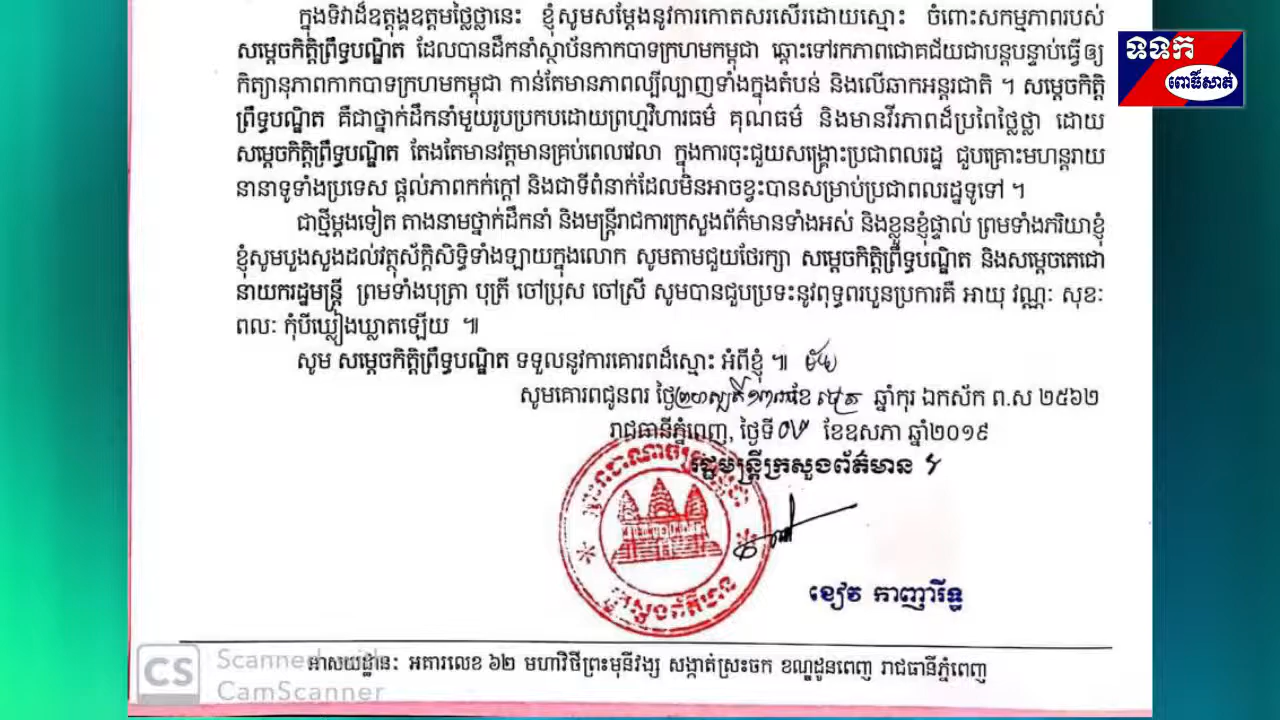 ក្នុងទិវាដ៏ឧត្តុង្គឧត្តមថ្លៃថ្លានេះ ខ្ញុំសូមសម្តែងនូវការកោតសរសើរដោយស្មោះ ចំពោះសកម្មភាពរបស់
សម្តេចកិត្តិព្រឹទ្ធបណ្ឌិត ដែលបានដឹកនាំស្ថាប័នកាកបាទក្រហមកម្ពុជា ឆ្ពោះទៅរកភាពជោគជ័យជាបន្តបន្ទាប់ធ្វើឲ្យ
កិត្យានុភាពកាកបាទក្រហមកម្ពុជា កាន់តែមានភាពល្បីល្បាញទាំងក្នុងតំបន់ និងលើឆាកអន្តរជាតិ ។ សម្តេចកិត្តិ
ព្រឹទ្ធបណ្ឌិត គឺជាថ្នាក់ដឹកនាំមួយរូបប្រកបដោយព្រហ្មវិហារធម៌ គុណធម៌ និងមានវីរភាពដ៏ប្រពៃថ្លៃថ្លា ដោយ
សម្តេចកិត្តិព្រឹទ្ធបណ្ឌិត តែងតែមានវត្តមានគ្រប់ពេលវេលា ក្នុងការចុះជួយសង្គ្រោះប្រជាពលរដ្ឋ ជួបគ្រោះមហន្តរាយ
នានាទូទាំងប្រទេស ផ្តល់ភាពកក់ក្តៅ និងជាទីពំនាក់ដែលមិនអាចខ្វះបានសម្រាប់ប្រជាពលរដ្ឋទូទៅ ។
ជាថ្មីម្តងទៀត តាងនាមថ្នាក់ដឹកនាំ និងមន្ត្រីរាជការក្រសួងព័ត៌មានទាំងអស់ និងខ្លួនខ្ញុំផ្ទាល់ ព្រមទាំងភរិយាខ្ញុំ
ខ្ញុំសូមបួងសួងដល់វត្ថុស័ក្តិសិទ្ធិទាំងឡាយក្នុងលោក សូមតាមជួយថែរក្សា សម្តេចកិត្តិព្រឹទ្ធបណ្ឌិត និងសម្តេចតេជោ
នាយករដ្ឋមន្ត្រី ព្រមទាំងបុត្រា បុត្រី ចៅប្រុស ចៅស្រី សូមបានជួបប្រទះនូវពុទ្ធពរបួនប្រការគឺ អាយុ វណ្ណៈ សុខៈ
ពលៈ កុំបីឃ្លៀងឃ្លាតឡើយ ៕
សូម សម្តេចកិត្តិព្រឹទ្ធបណ្ឌិត ទទួលនូវការគោរពដ៏ស្មោះ អំពីខ្ញុំ ៕
សូមគោរពជូនពរ ថ្ងៃ ខែ ឆ្នាំកុរ ឯកស័ក ព.ស ២៥៦២
រាជធានីភ្នំពេញ, ថ្ងៃទី ខែឧសភា ឆ្នាំ២០១៩
រដ្ឋមន្ត្រីក្រសួងព័ត៌មាន
ក្រសួងព័ត៌មាន
ខៀវ កាញារីទ្ធ
អាសយដ្ឋានៈ អគារលេខ ៦២ មហាវិថីព្រះមុនីវង្ស សង្កាត់ស្រះចក ខណ្ឌដូនពេញ រាជធានីភ្នំពេញ
CS Scanned with
CamScanner
ទទក
ពោធិ៍សាត់